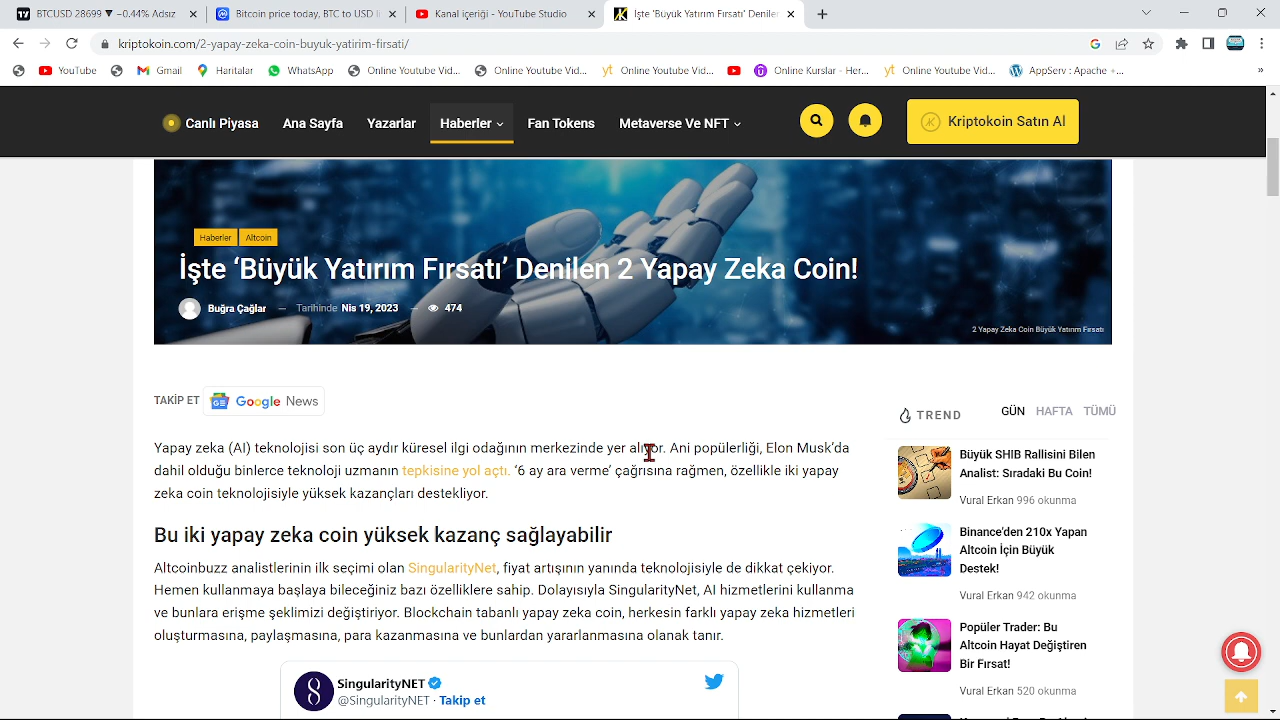 BTCUSD 28699 ▼ −0.44% Adsız
Bitcoin price today, BTC to USD l
Kanal içeriği - YouTube Studio
İşte 'Büyük Yatırım Fırsatı' Denilen
kriptokoin.com/2-yapay-zeka-coin-buyuk-yatirim-firsati/
YouTube
Gmail
Haritalar
WhatsApp
Online Youtube Vid...
Online Youtube Vid...
Online Youtube Vid...
Online Kurslar - Her...
Online Youtube Vid...
AppServ : Apache +...
»
Canlı Piyasa
Ana Sayfa
Yazarlar
Haberler
Fan Tokens
Metaverse Ve NFT
Kriptokoin Satın Al
Haberler
Altcoin
İşte ‘Büyük Yatırım Fırsatı’ Denilen 2 Yapay Zeka Coin!
Buğra Çağlar — Tarihinde Nis 19, 2023 — 474
2 Yapay Zeka Coin Büyük Yatırım Fırsatı
TAKİP ET Google News
Yapay zeka (AI) teknolojisi son üç aydır küresel ilgi odağının merkezinde yer alıyor. Ani popülerliği, Elon Musk’da
dahil olduğu binlerce teknoloji uzmanın tepkisine yol açtı. ‘6 ay ara verme’ çağrısına rağmen, özellikle iki yapay
zeka coin teknolojisiyle yüksek kazançları destekliyor.
Bu iki yapay zeka coin yüksek kazanç sağlayabilir
Altcoinbuzz analistlerinin ilk seçimi olan SingularityNet, fiyat artışının yanında teknolojisiyle de dikkat çekiyor.
Hemen kullanmaya başlaya bileceğiniz bazı özelliklere sahip. Dolayısıyla SingularityNet, AI hizmetlerini kullanma
ve bunlara erişme şeklimizi değiştiriyor. Blockchain tabanlı yapay zeka coin, herkesin farklı yapay zeka hizmetleri
oluşturmasına, paylaşmasına, para kazanmasına ve bunlardan yararlanmasına olanak tanır.
SingularityNET
@SingularityNET · Takip et
TREND
GÜN HAFTA TÜMÜ
Büyük SHIB Rallisini Bilen
Analist: Sıradaki Bu Coin!
Vural Erkan 996 okunma
Binance’den 210x Yapan
Altcoin İçin Büyük
Destek!
Vural Erkan 942 okunma
Popüler Trader: Bu
Altcoin Hayat Değiştiren
Bir Fırsat!
Vural Erkan 520 okunma